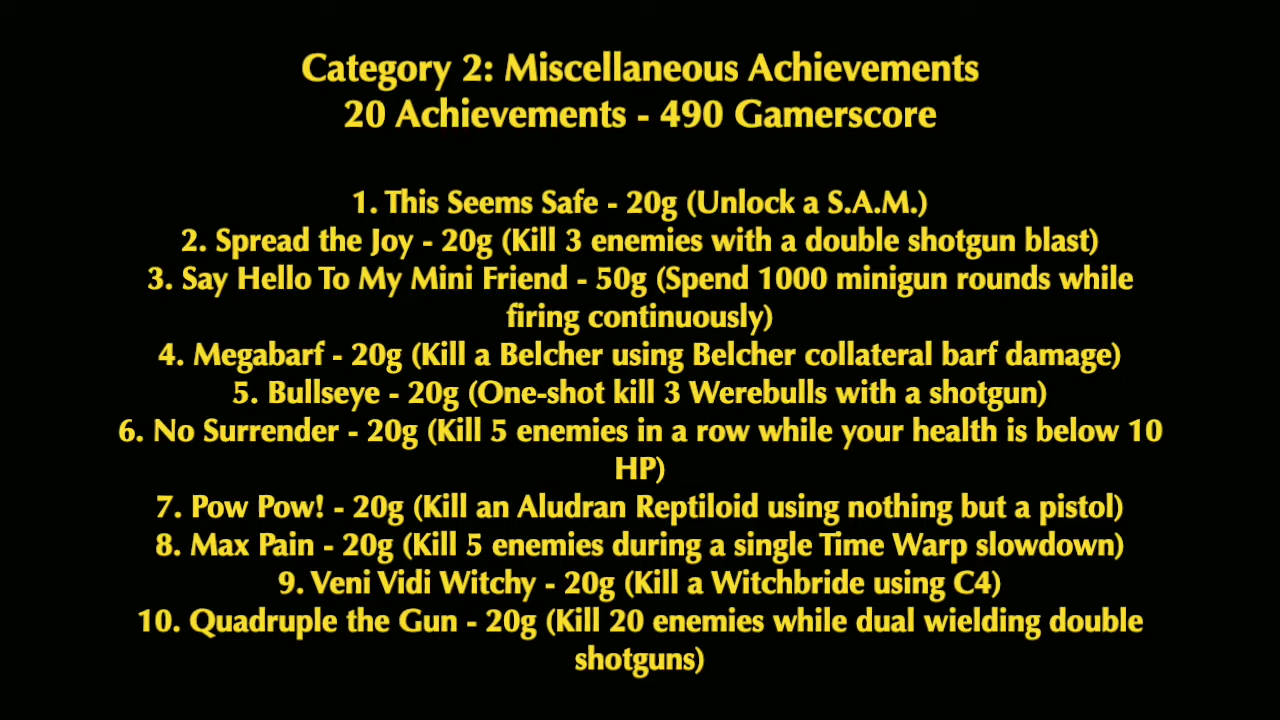 Category 2: Miscellaneous Achievements
20 Achievements - 490 Gamerscore
1. This Seems Safe - 20g (Unlock a S.A.M.)
2. Spread the Joy - 20g (Kill 3 enemies with a double shotgun blast)
3. Say Hello To My Mini Friend - 50g (Spend 1000 minigun rounds while
firing continuously)
4. Megabarf - 20g (Kill a Belcher using Belcher collateral barf damage)
5. Bullseye - 20g (One-shot kill 3 Werebulls with a shotgun)
6. No Surrender - 20g (Kill 5 enemies in a row while your health is below 10
HP)
7. Pow Pow! - 20g (Kill an Aludran Reptiloid using nothing but a pistol)
8. Max Pain - 20g (Kill 5 enemies during a single Time Warp slowdown)
9. Veni Vidi Witchy - 20g (Kill a Witchbride using C4)
10. Quadruple the Gun - 20g (Kill 20 enemies while dual wielding double
shotguns)